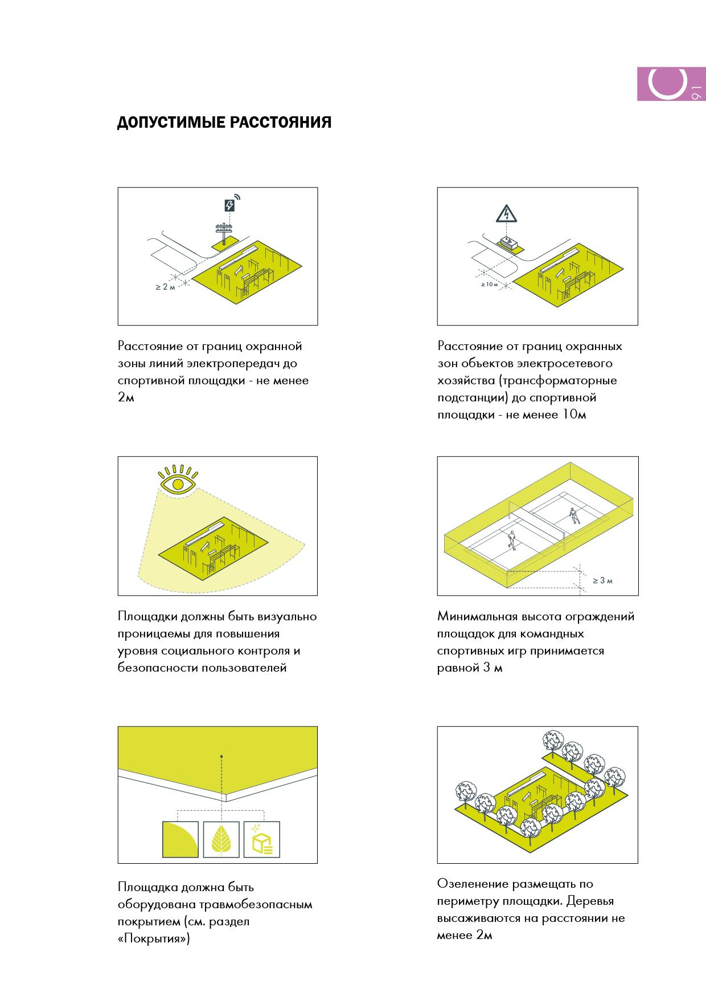 91
ДОПУСТИМЫЕ РАССТОЯНИЯ
≥ 2 м
≥ 10 м
Расстояние от границ охранной
зоны линий электропередач до
спортивной площадки - не менее
2м
Расстояние от границ охранных
зон объектов электросетевого
хозяйства (трансформаторные
подстанции) до спортивной
площадки - не менее 10м
≥ 3 м
Площадки должны быть визуально
проницаемы для повышения
уровня социального контроля и
безопасности пользователей
Минимальная высота ограждений
площадок для командных
спортивных игр принимается
равной 3 м
Площадка должна быть
оборудована травмобезопасным
покрытием (см. раздел
«Покрытия»)
Озеленение размещать по
периметру площадки. Деревья
высаживаются на расстоянии не
менее 2м